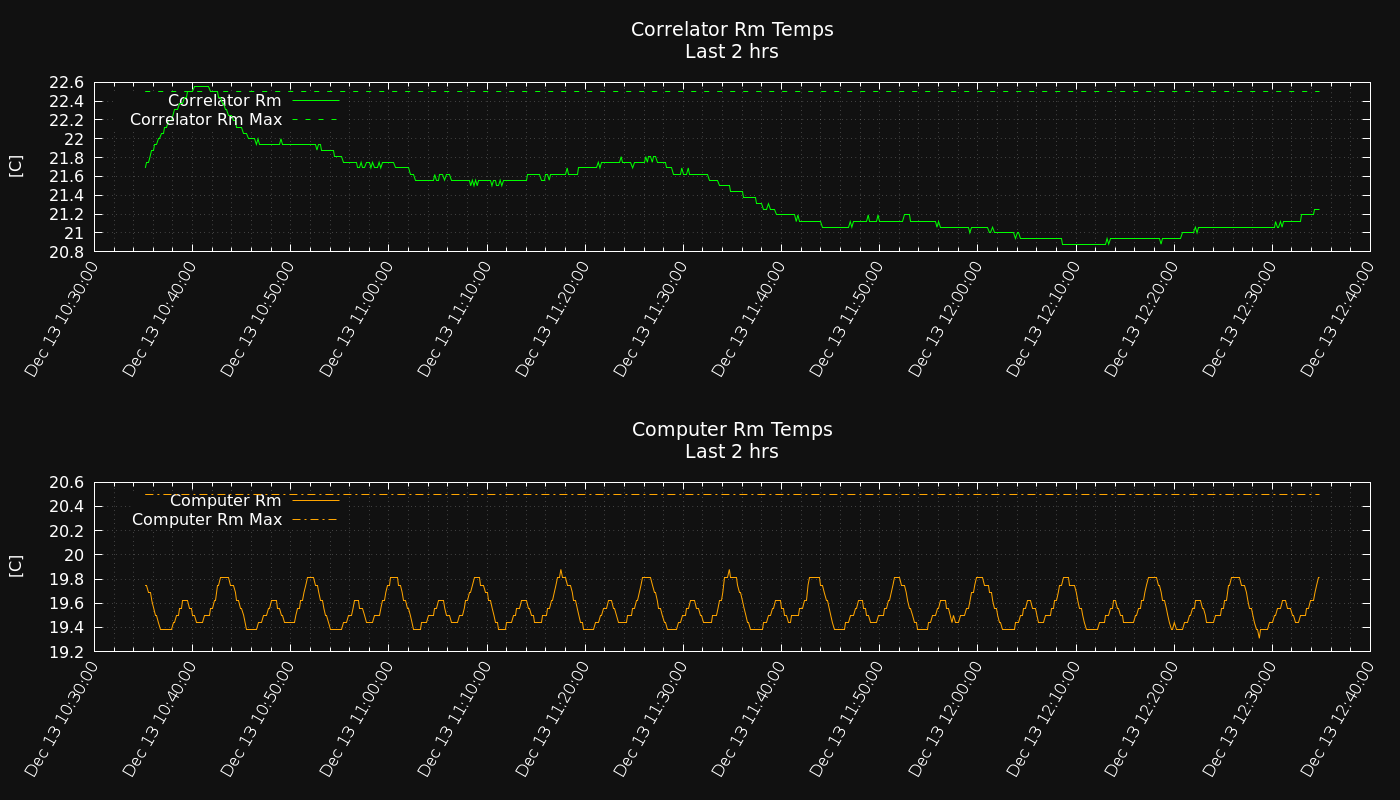 Correlator Rm Temps
Last 2 hrs
[C]
22.6
22.4
22.2
22
21.8
21.6
21.4
21.2
21
20.8
Correlator Rm
Correlator Rm Max
Dec 13 10:30:00
Dec 13 10:40:00
Dec 13 10:50:00
Dec 13 11:00:00
Dec 13 11:10:00
Dec 13 11:20:00
Dec 13 11:30:00
Dec 13 11:40:00
Dec 13 11:50:00
Dec 13 12:00:00
Dec 13 12:10:00
Dec 13 12:20:00
Dec 13 12:30:00
Dec 13 12:40:00
Computer Rm Temps
Last 2 hrs
[C]
20.6
20.4
20.2
20
19.8
19.6
19.4
19.2
Computer Rm
Computer Rm Max
Dec 13 10:30:00
Dec 13 10:40:00
Dec 13 10:50:00
Dec 13 11:00:00
Dec 13 11:10:00
Dec 13 11:20:00
Dec 13 11:30:00
Dec 13 11:40:00
Dec 13 11:50:00
Dec 13 12:00:00
Dec 13 12:10:00
Dec 13 12:20:00
Dec 13 12:30:00
Dec 13 12:40:00